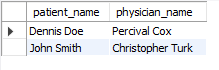 patient_name physician_name
Dennis Doe Percival Cox
John Smith Christopher Turk